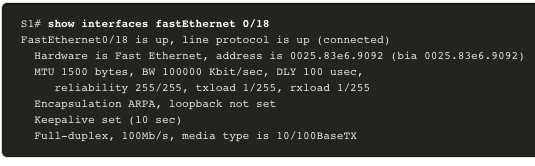 S1# show interfaces fastEthernet 0/18
FastEthernet0/18 is up, line protocol is up (connected)
Hardware is Fast Ethernet, address is 0025.83e6.9092 (bia 0025.83e6.9092)
MTU 1500 bytes, BW 100000 Kbit/sec, DLY 100 usec,
reliability 255/255, txload 1/255, rxload 1/255
Encapsulation ARPA, loopback not set
Keepalive set (10 sec)
Full-duplex, 100Mb/s, media type is 10/100BaseTX